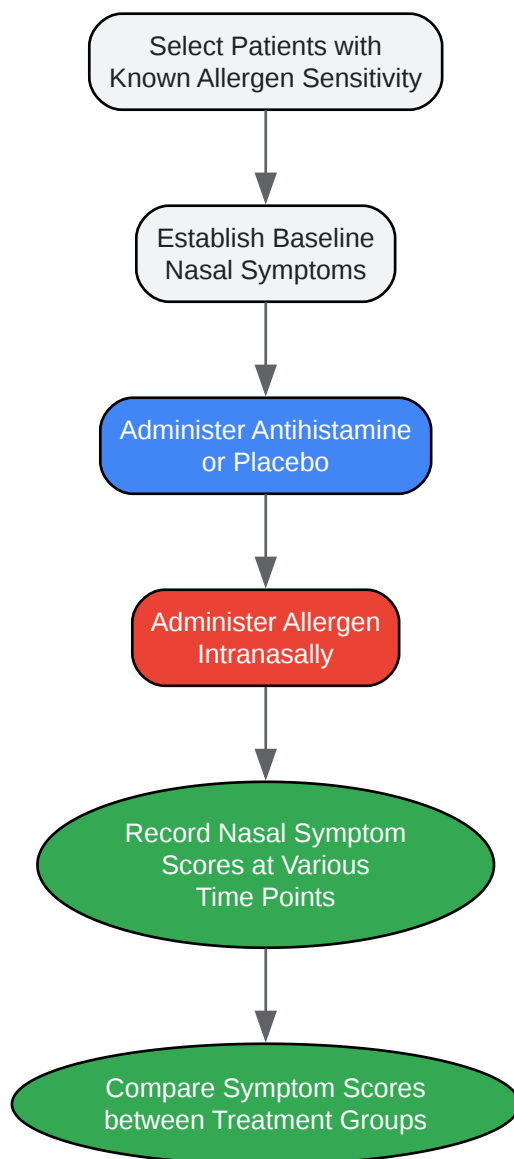 Select Patients with
Known Allergen Sensitivity
Establish Baseline
Nasal Symptoms
Administer Antihistamine
or Placebo
Administer Allergen
Intranasally
Record Nasal Symptom
Scores at Various
Time Points
Compare Symptom Scores
between Treatment Groups